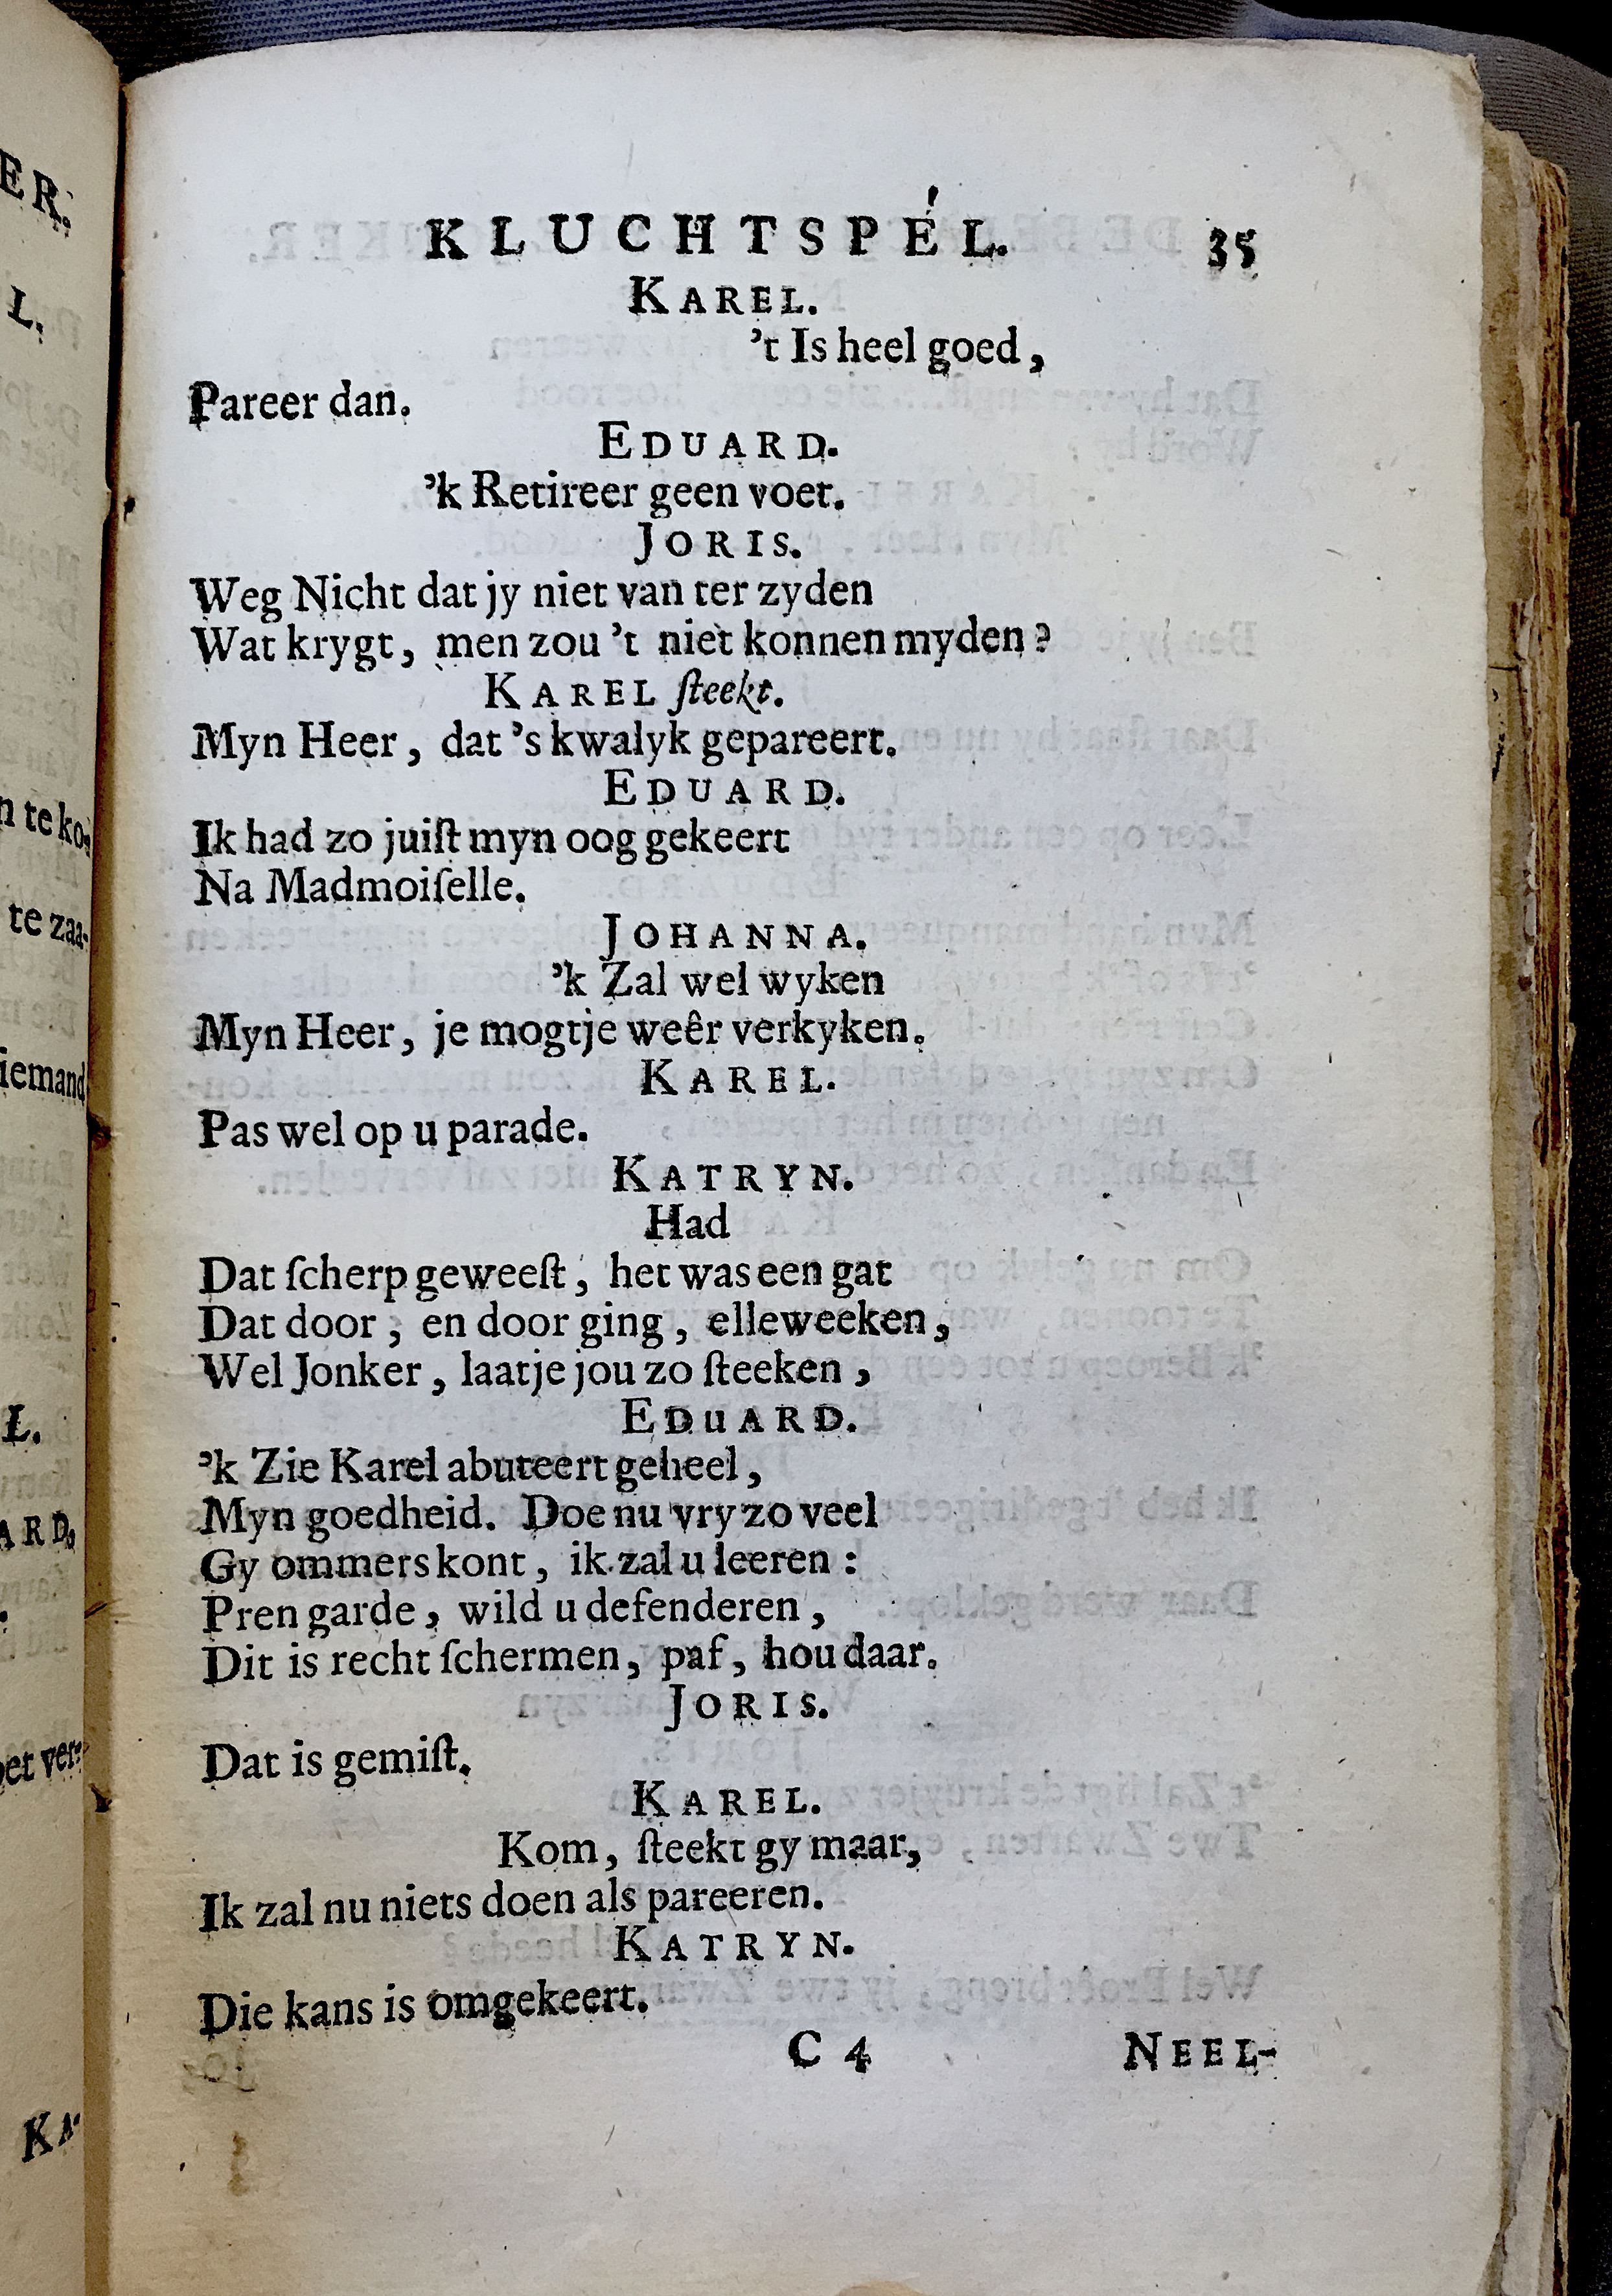 KLUCHTSPÉL. 35
KAREL.
't Is heel goed,
Pareer dan.
EDUARD.
'k Retireer geen voet.
JORIS.
Weg Nicht dat jy niet van ter zyden
Wat krygt, men zou 't niet konnen myden?
KAREL ſteekt.
Myn Heer, dat 's kwalyk gepareert.
EDUARD.
Ik had zo juiſt myn oog gekeert
Na Madmoiſelle.
JOHANNA.
'k Zal wel wyken
Myn Heer, je mogtje weêr verkyken.
KAREL.
Pas wel op u parade.
KATRYN.
Had
Dat ſcherp geweeſt, het was een gat
Dat door, en door ging, elleweeken,
Wel Jonker, laatje jou zo ſteeken,
EDUARD.
'k Zie Karel abuteert geheel,
Myn goedheid. Doe nu vry zo veel
Gy ommers kont, ik zal u leeren:
Pren garde, wild u defenderen,
Dit is recht ſchermen, paf, hou daar.
JORIS.
Dat is gemiſt.
KAREL.
Kom, ſteekt gy maar,
Ik zal nu niets doen als pareeren.
KATRYN.
Die kans is omgekeert.
C 4 NEEL-